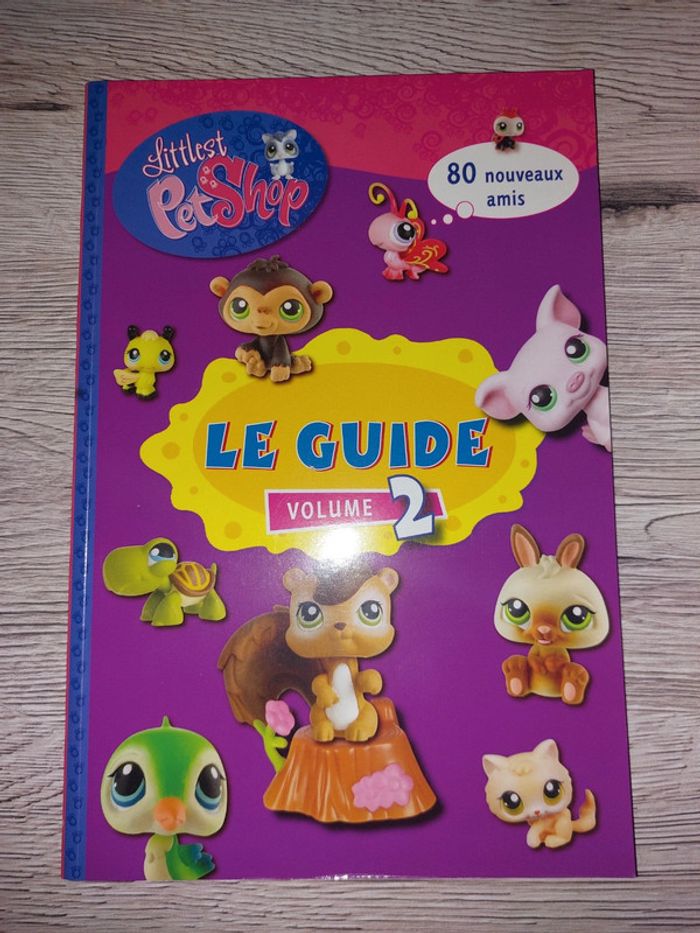 Littlest
PetShop
80 nouveaux
amis
LE GUIDE
VOLUME 2